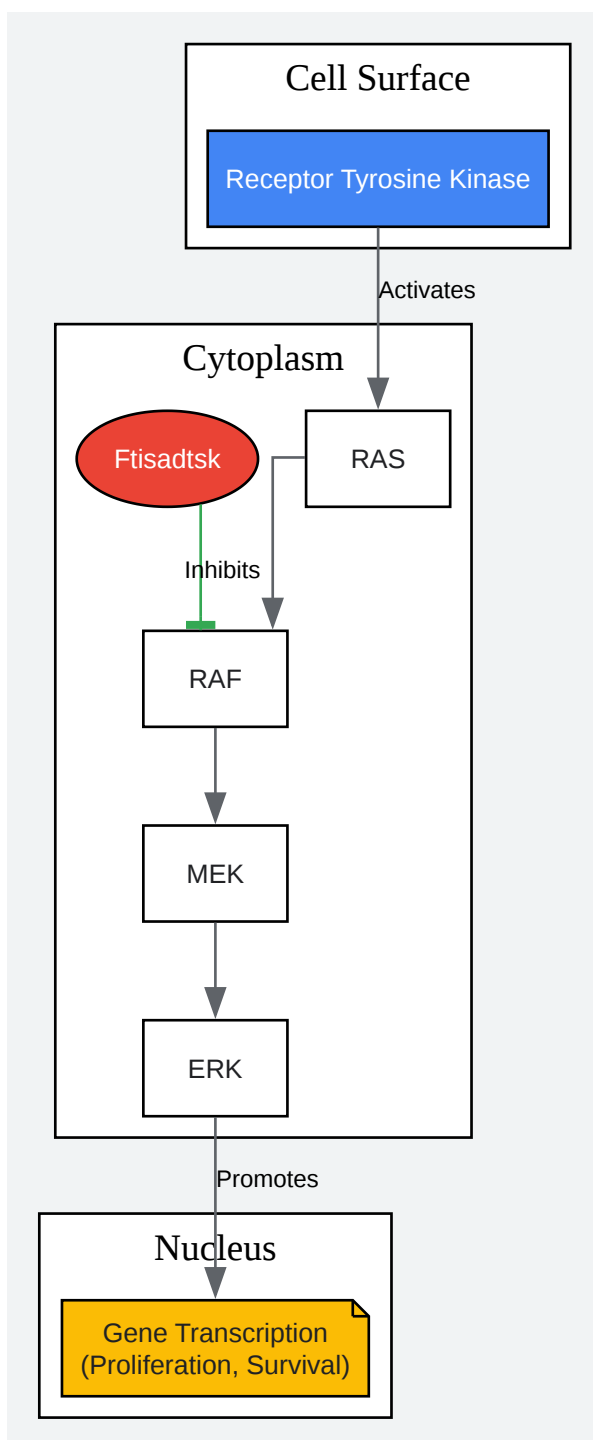 Cell Surface
Receptor Tyrosine Kinase
Activates
Cytoplasm
Ftisadtsk
RAS
Inhibits
RAF
MEK
ERK
Promotes
Nucleus
Gene Transcription
(Proliferation, Survival)